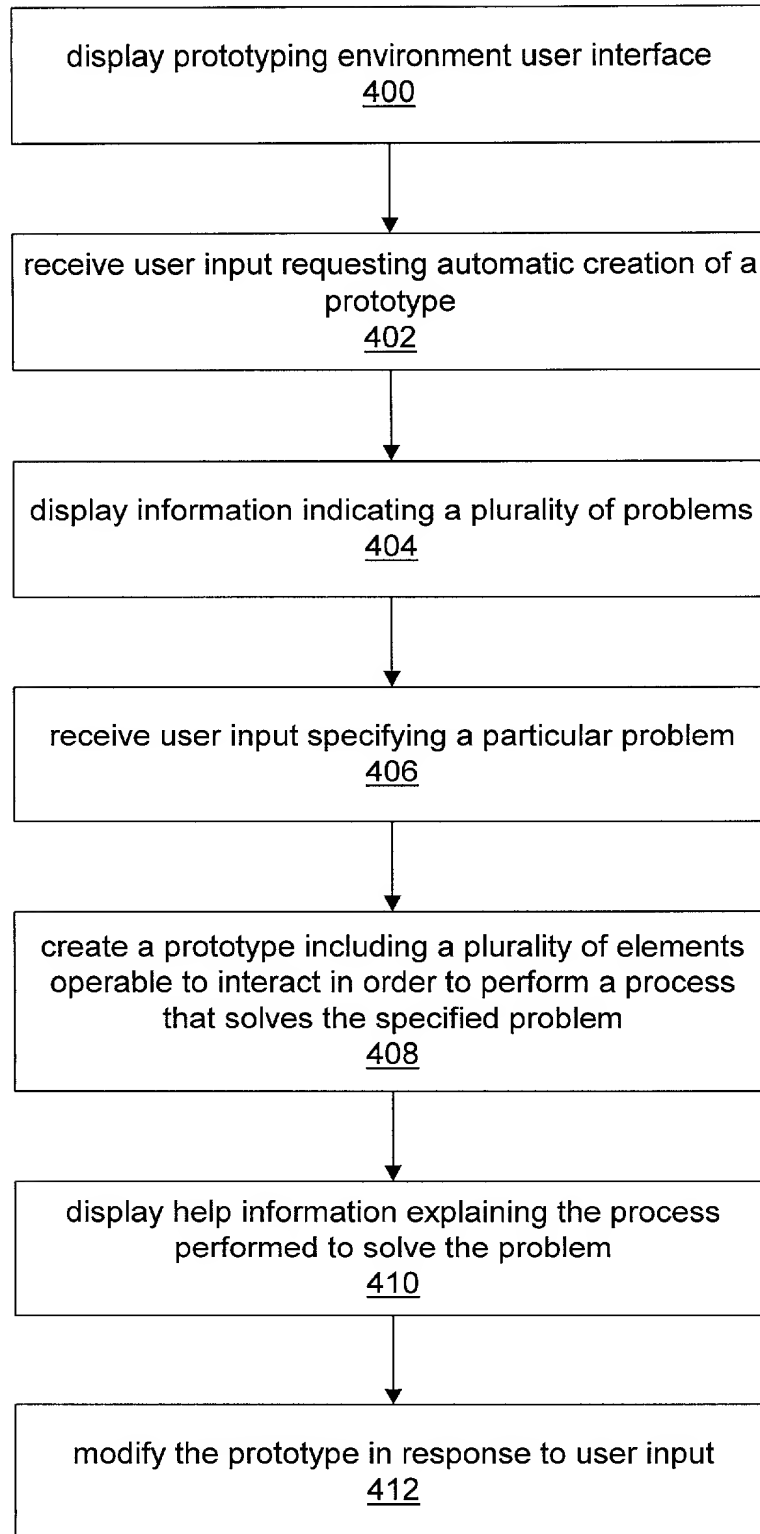 display prototyping environment user interface
400
receive user input requesting automatic creation of a
prototype
402
display information indicating a plurality of problems
404
receive user input specifying a particular problem
406
create a prototype including a plurality of elements
operable to interact in order to perform a process
that solves the specified problem
408
display help information explaining the process
performed to solve the problem
410
modify the prototype in response to user input
412